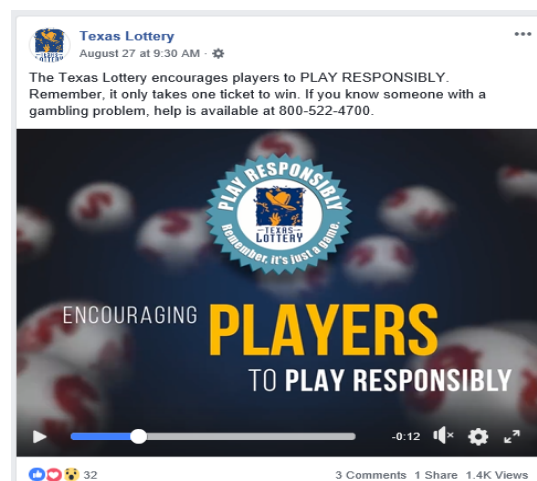 Texas Lottery
August 27 at 9:30 AM ·
The Texas Lottery encourages players to PLAY RESPONSIBLY.
Remember, it only takes one ticket to win. If you know someone with a
gambling problem, help is available at 800-522-4700.
PLAY RESPONSIBLY
TEXAS
LOTTERY
Remember, it's just a game.
ENCOURAGING PLAYERS
TO PLAY RESPONSIBLY
-0:12
32 3 Comments 1 Share 1.4K Views